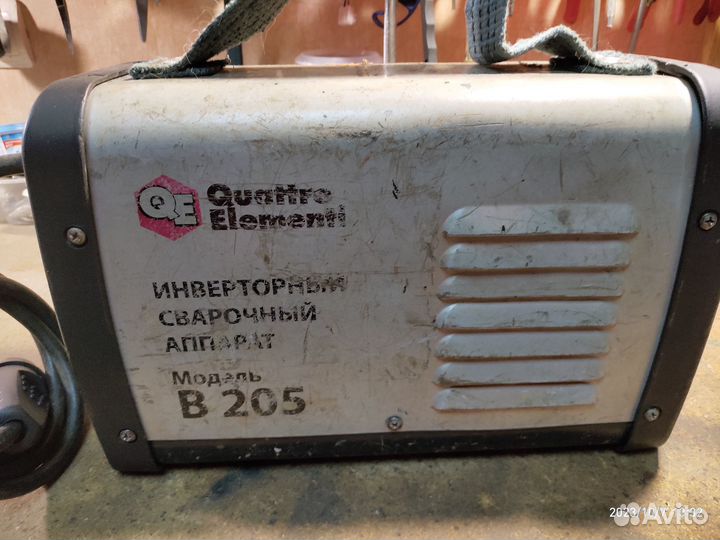 QE Quattro
Elementi
ИНВЕРТОРНЫЙ
СВАРОЧНЫЙ
АППАРАТ
Модель
B 205
Avito